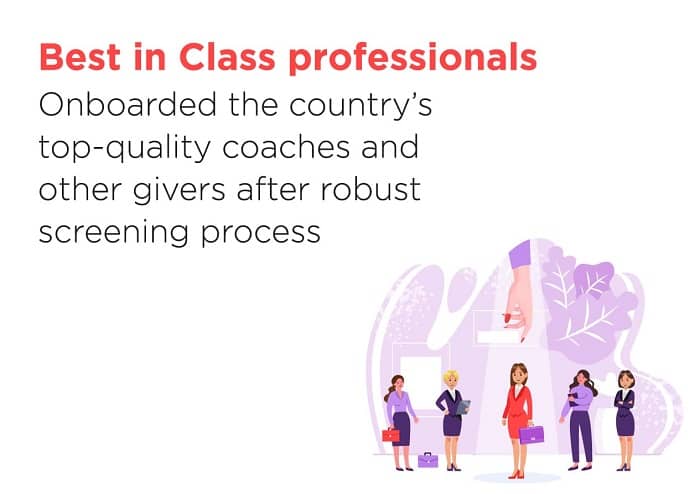 Best in Class professionals
Onboarded the country’s
top-quality coaches and
other givers after robust
screening process